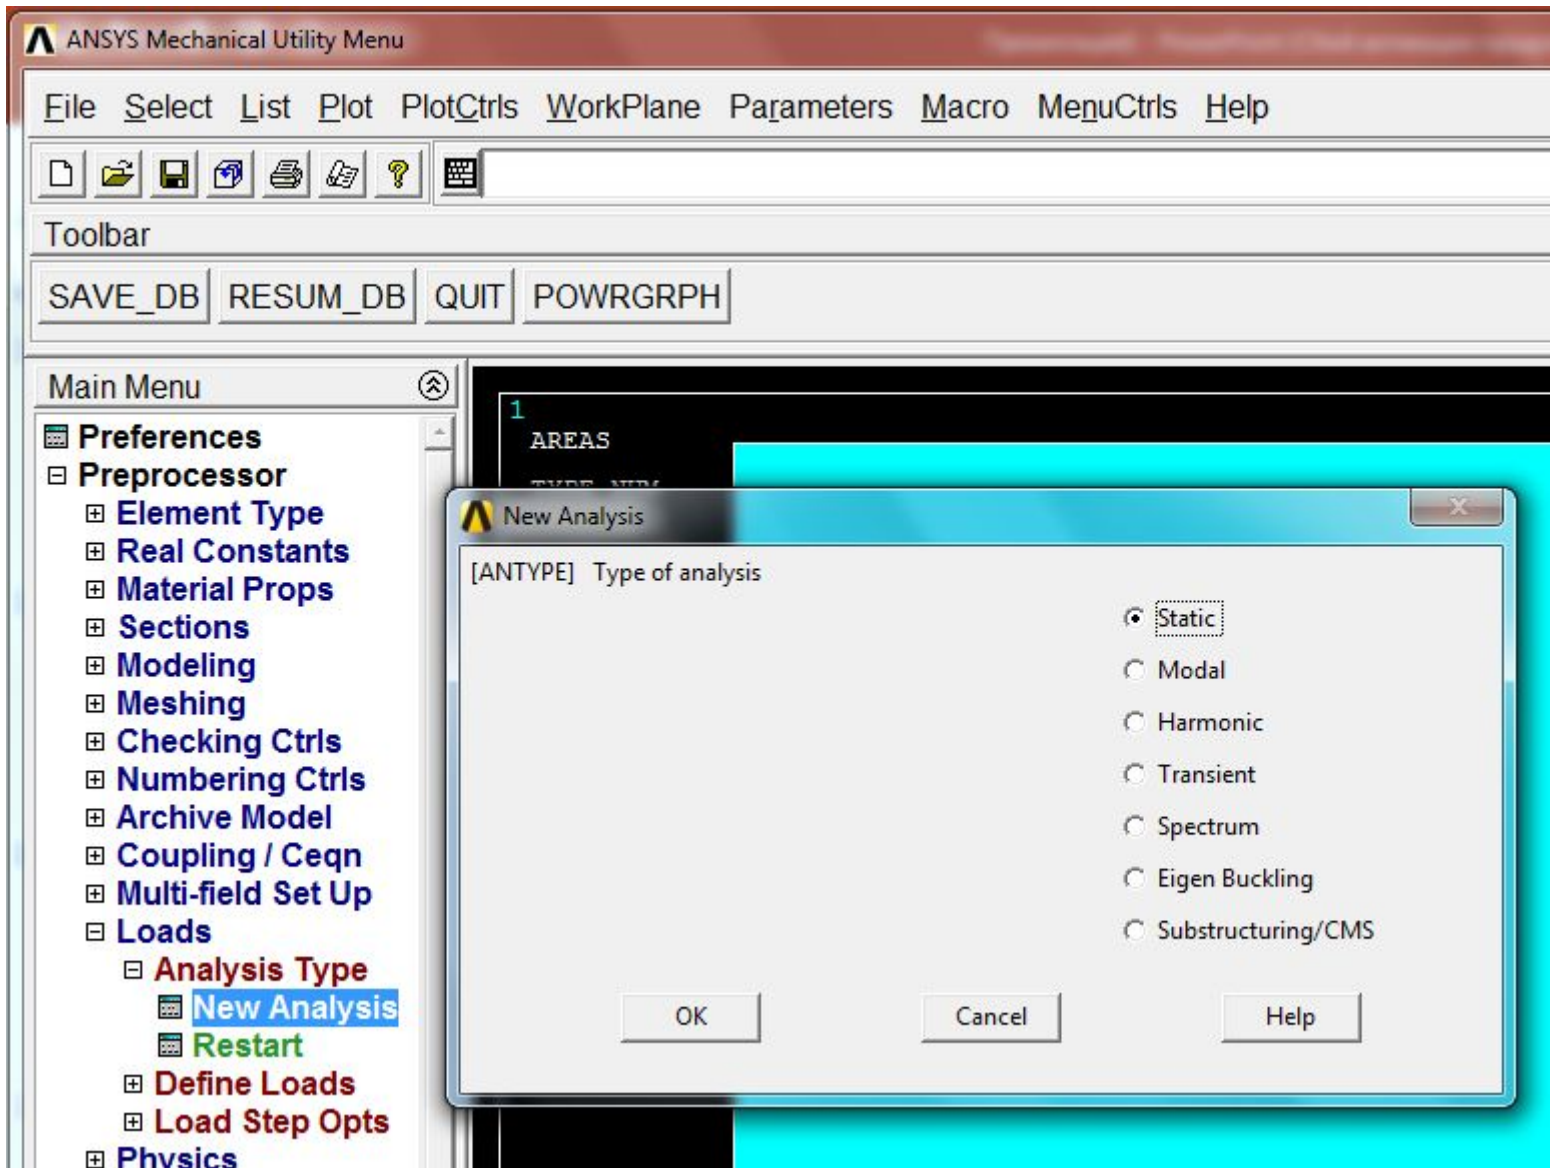 ANSYS Mechanical Utility Menu
File Select List Plot PlotCtrls WorkPlane Parameters Macro MenuCtrls Help
Toolbar
SAVE_DB RESUM_DB QUIT POWRGRPH
Main Menu
Preferences
Preprocessor
Element Type
Real Constants
Material Props
Sections
Modeling
Meshing
Checking Ctrls
Numbering Ctrls
Archive Model
Coupling / Ceqn
Multi-field Set Up
Loads
Analysis Type
New Analysis
Restart
Define Loads
Load Step Opts
Physics
1
AREAS
TYPE NUM
New Analysis
[ANTYPE] Type of analysis
Static
Modal
Harmonic
Transient
Spectrum
Eigen Buckling
Substructuring/CMS
OK Cancel Help